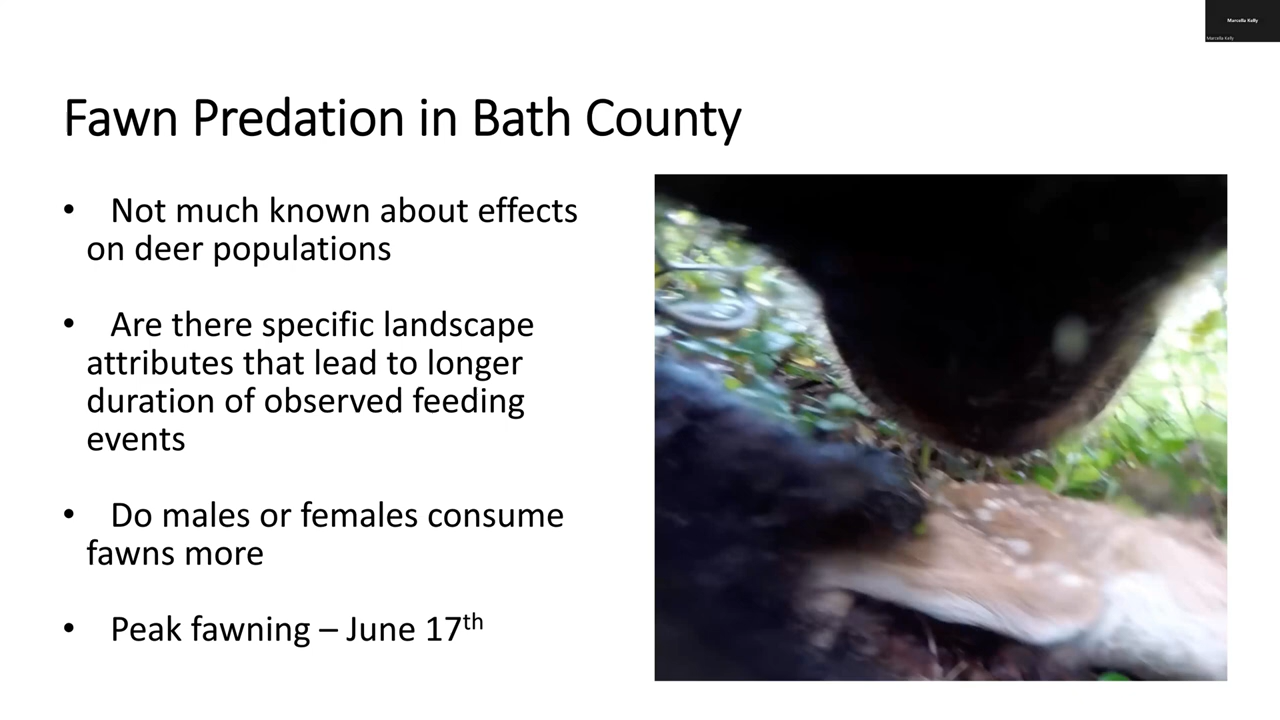 Marcella Kelly
Marcella Kelly
Fawn Predation in Bath County
• Not much known about effects
on deer populations
• Are there specific landscape
attributes that lead to longer
duration of observed feeding
events
• Do males or females consume
fawns more
• Peak fawning – June 17th